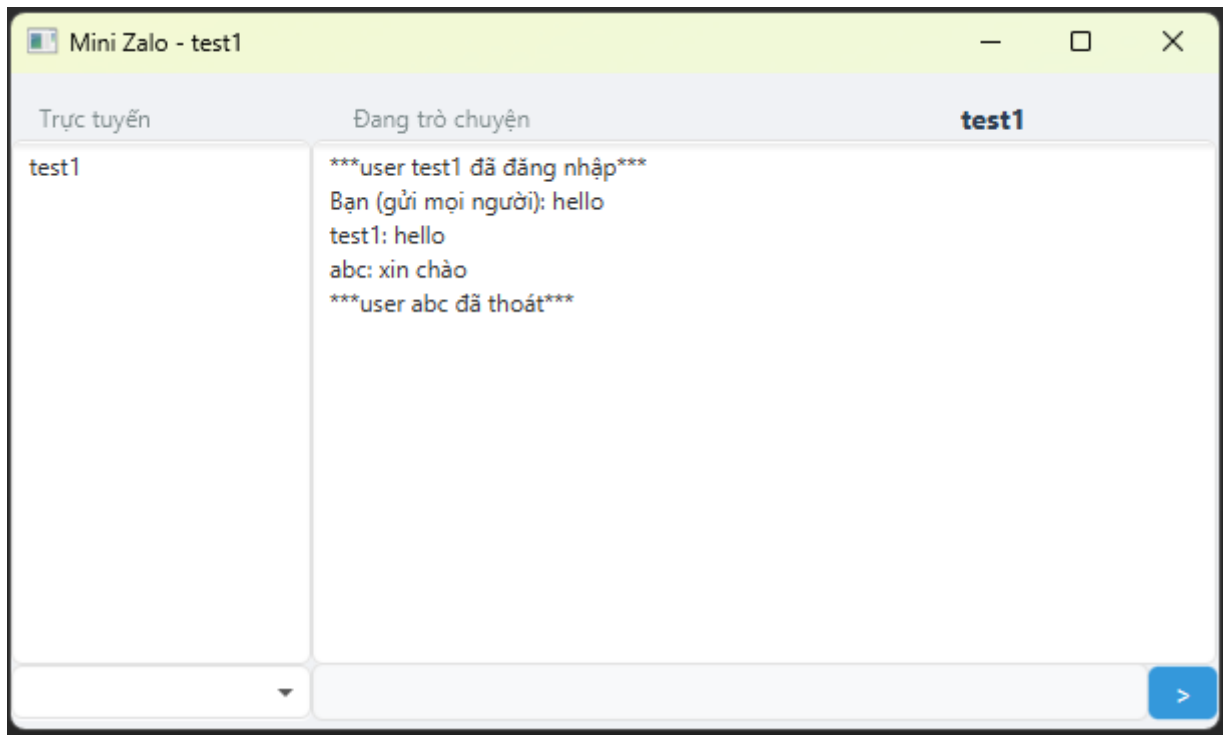 Mini Zalo - test1
Trực tuyến
Đang trò chuyện
test1
test1
***user test1 đã đăng nhập***
Bạn (gửi mọi người): hello
test1: hello
abc: xin chào
***user abc đã thoát***
>